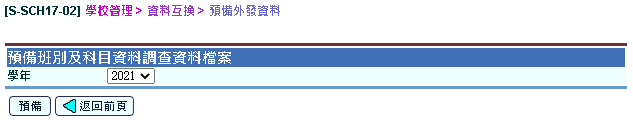 [S-SCH17-02] 學校管理 > 資料互換 > 預備外發資料
預備班別及科目資料調查資料檔案
學年 2021
預備 返回前頁